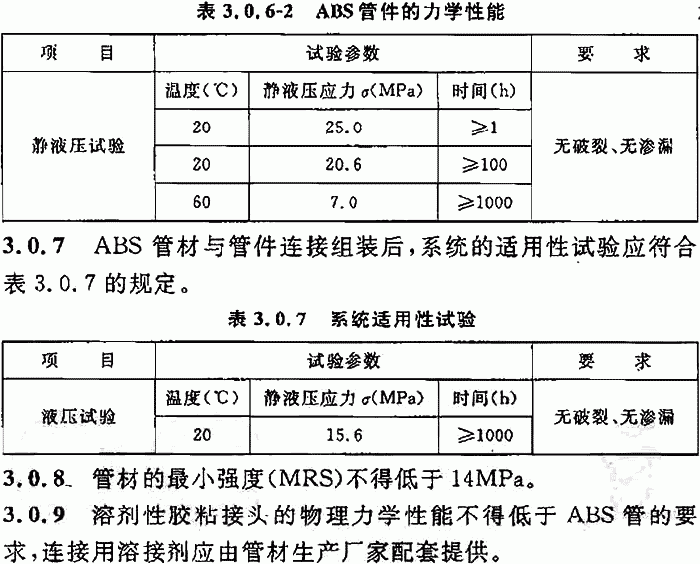 表 3.0.6-2 ABS管件的力学性能
项 目 试验参数 要 求
静液压试验 温度(℃) 静液压应力 σ(MPa) 时间(h) 无破裂、无渗漏
20 25.0 ≥1
20 20.6 ≥100
60 7.0 ≥1000
3.0.7 ABS 管材与管件连接组装后,系统的适用性试验应符合
表 3.0.7 的规定。
表 3.0.7 系统适用性试验
项 目 试验参数 要 求
液压试验 温度(℃) 静液压应力 σ(MPa) 时间(h) 无破裂、无渗漏
20 15.6 ≥1000
3.0.8 管材的最小强度(MRS)不得低于 14MPa。
3.0.9 溶剂性胶粘接头的物理力学性能不得低于 ABS 管的要
求,连接用溶接剂应由管材生产厂家配套提供。